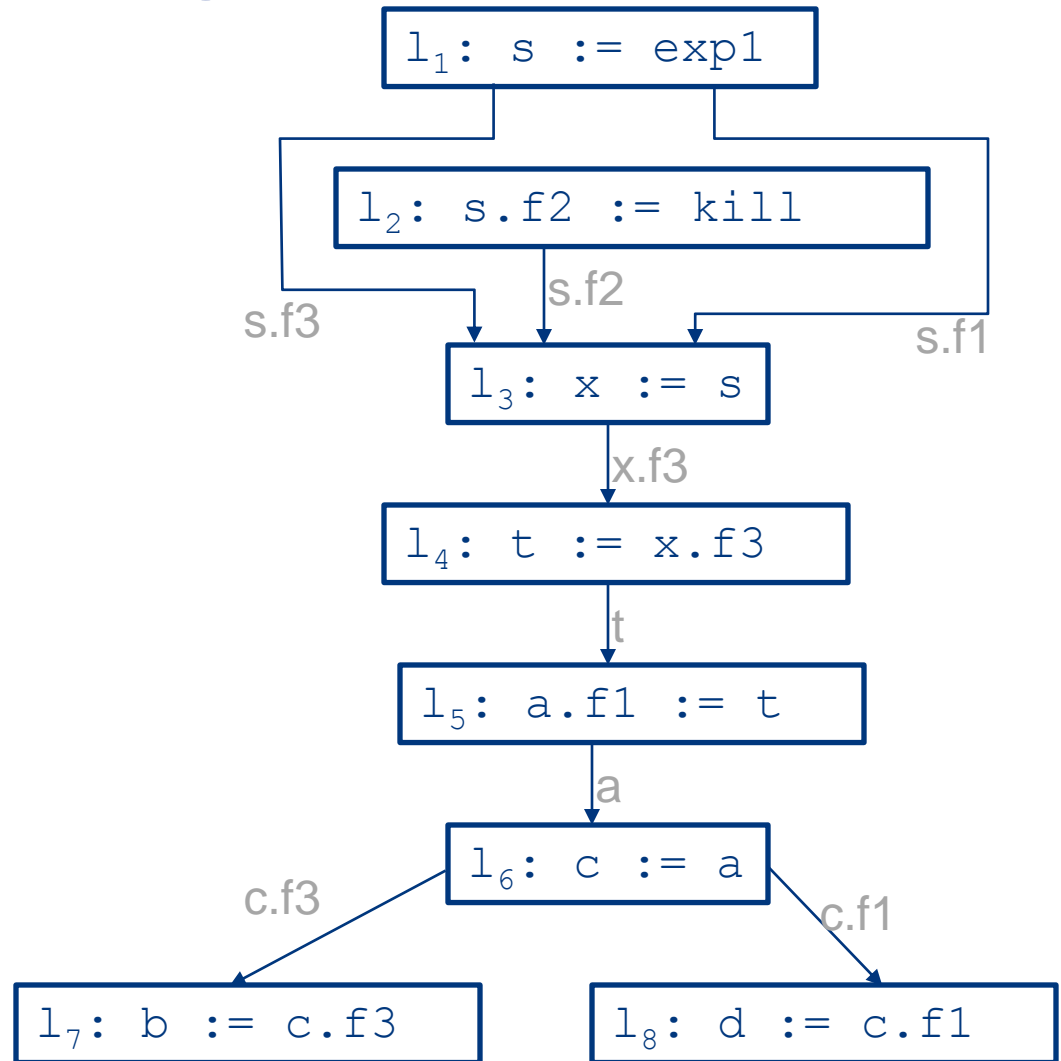 l₁: s := exp1
l₂: s.f2 := kill
s.f2
s.f3
s.f1
l₃: x := s
x.f3
l₄: t := x.f3
t
l₅: a.f1 := t
a
l₆: c := a
c.f3
c.f1
l₇: b := c.f3
l₈: d := c.f1